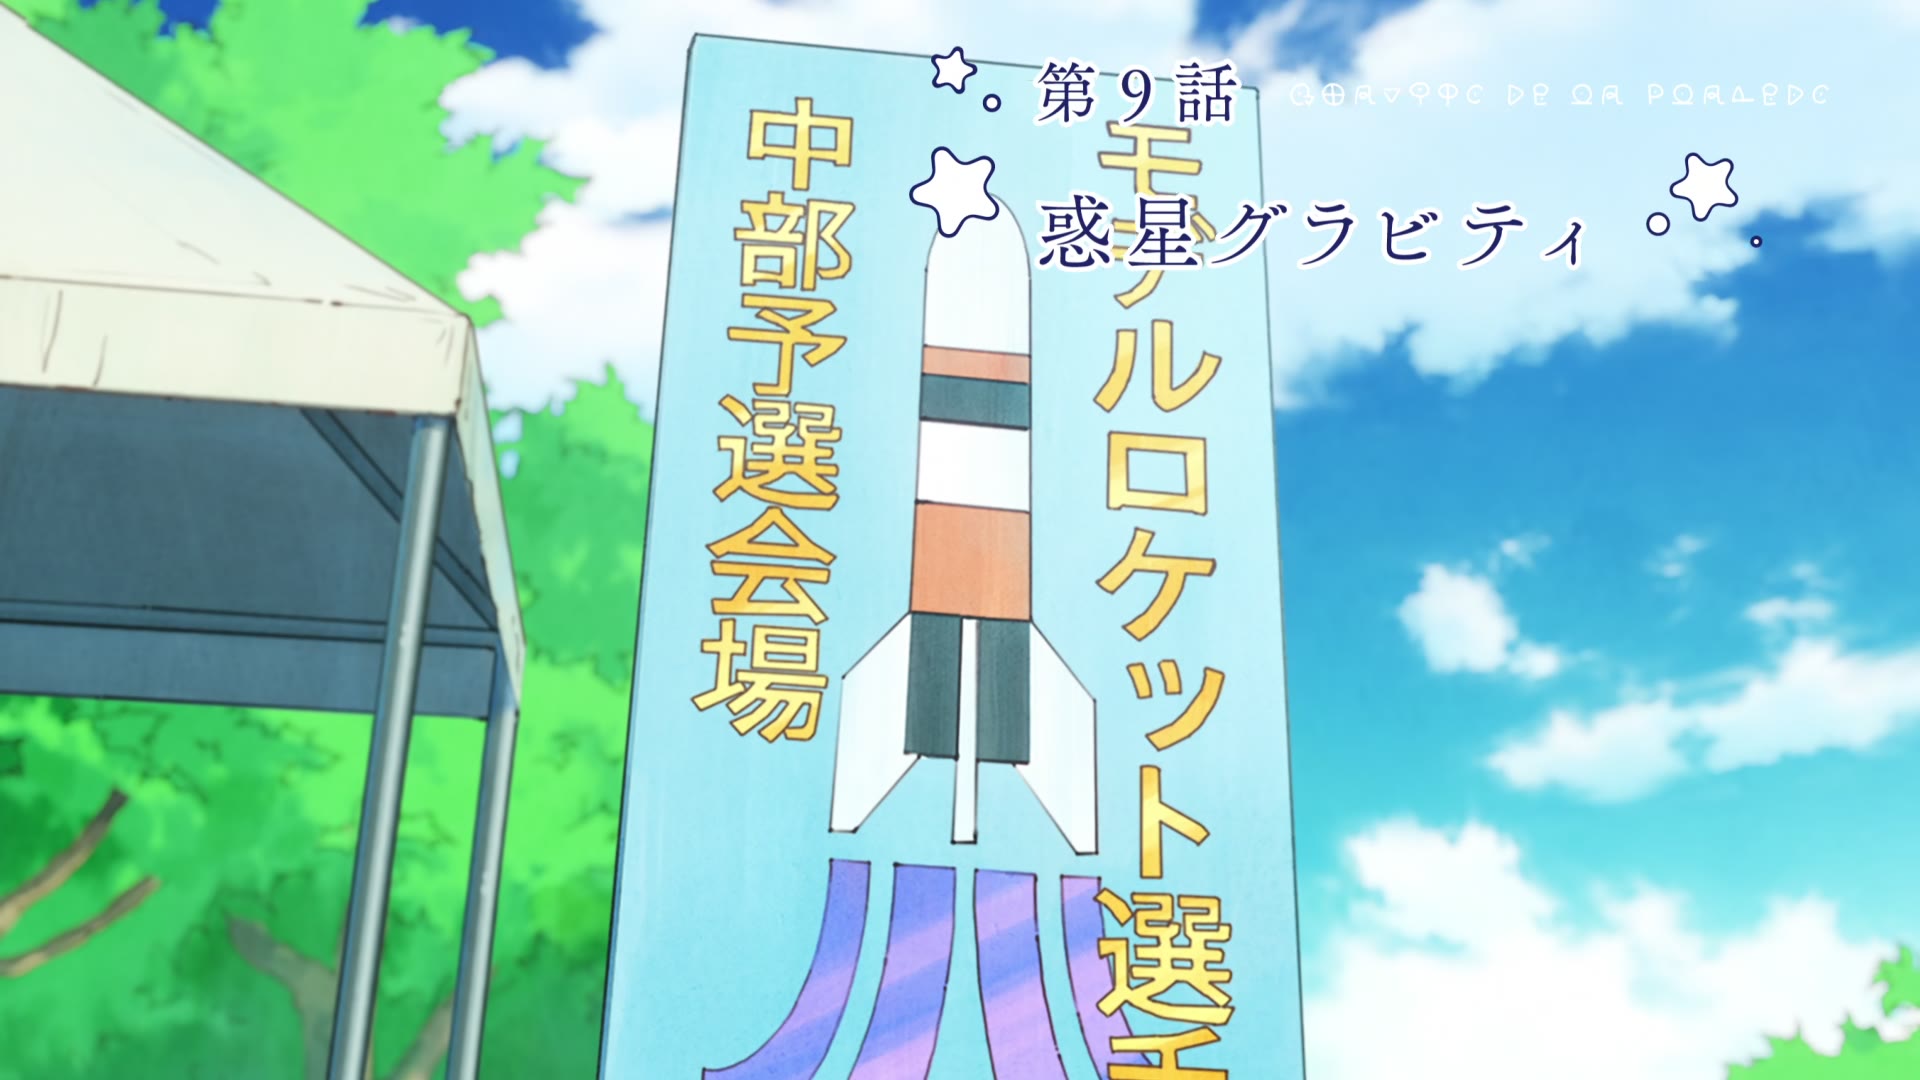 第9話
惑星グラビティ
モデルロケット選手
中部予選会場